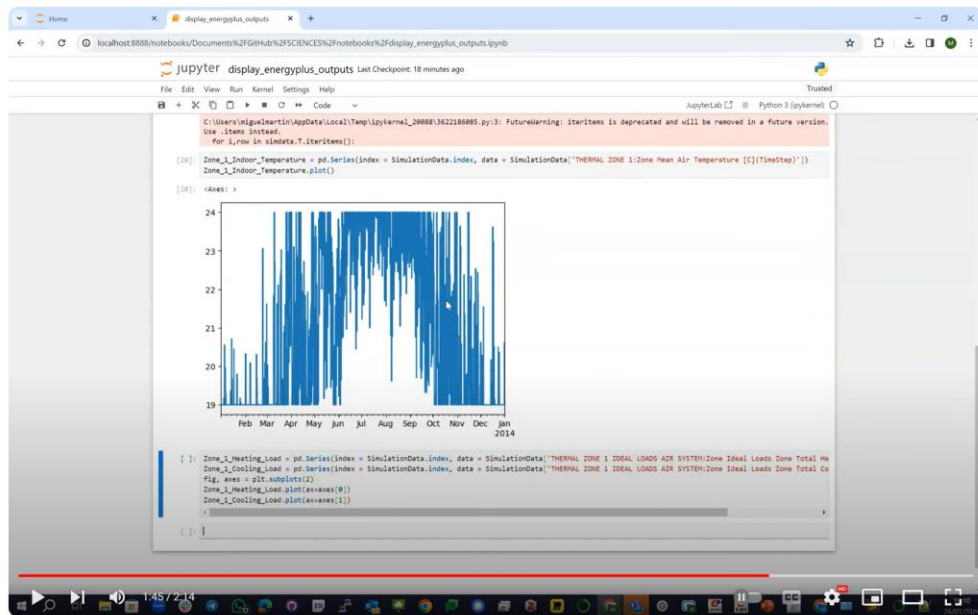 Home
display_energyplus_outputs
localhost:8888/notebooks/Documents%2FGitHub%2FSCIENCES%2Fnotebooks%2Fdisplay_energyplus_outputs.ipynb
jupyter display_energyplus_outputs Last Checkpoint: 18 minutes ago
File Edit View Run Kernel Settings Help Trusted
Code JupyterLab Python 3 (ipykernel)
C:\Users\miguelmartin\AppData\Local\Temp\ipykernel_20088\3622186085.py:3: FutureWarning: iteritems is deprecated and will be removed in a future version.
Use .items instead.
for i,row in simdata.T.iteritems():
[20]: Zone_1_Indoor_Temperature = pd.Series(index = SimulationData.index, data = SimulationData['THERMAL ZONE 1:Zone Mean Air Temperature [C](TimeStep)'])
Zone_1_Indoor_Temperature.plot()
[20]: <Axes: >
24
23
22
21
20
19
Feb Mar Apr May Jun Jul Aug Sep Oct Nov Dec Jan
2014
[ ]: Zone_1_Heating_Load = pd.Series(index = SimulationData.index, data = SimulationData['THERMAL ZONE 1 IDEAL LOADS AIR SYSTEM:Zone Ideal Loads Zone Total He
Zone_1_Cooling_Load = pd.Series(index = SimulationData.index, data = SimulationData['THERMAL ZONE 1 IDEAL LOADS AIR SYSTEM:Zone Ideal Loads Zone Total Co
fig, axes = plt.subplots(2)
Zone_1_Heating_Load.plot(ax=axes[0])
Zone_1_Cooling_Load.plot(ax=axes[1])
[ ]:
1:45 / 2:14
HD